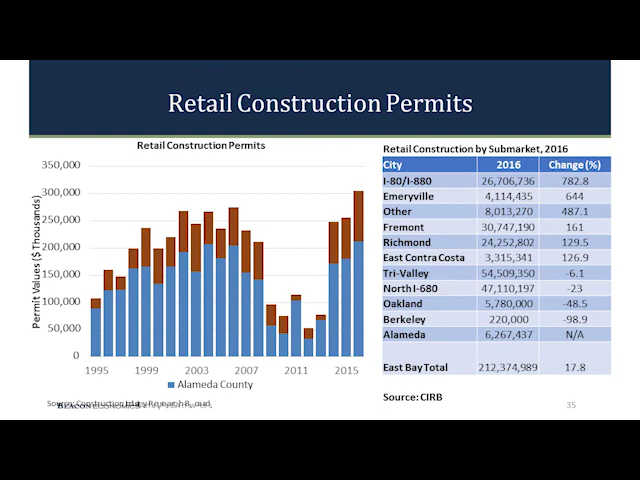 Retail Construction Permits
Retail Construction Permits
350,000
300,000
250,000
200,000
150,000
100,000
50,000
0
Permit Values ($ Thousands)
1995 1999 2003 2007 2011 2015
Alameda County
Retail Construction by Submarket, 2016
City 2016 Change (%)
I-80/I-880 26,706,736 782.8
Emeryville 4,114,435 644
Other 8,013,270 487.1
Fremont 30,747,190 161
Richmond 24,252,802 129.5
East Contra Costa 3,315,341 126.9
Tri-Valley 54,509,350 -6.1
North I-680 47,110,197 -23
Oakland 5,780,000 -48.5
Berkeley 220,000 -98.9
Alameda 6,267,437 N/A
East Bay Total 212,374,989 17.8
Source: CIRB
Source: Construction
35